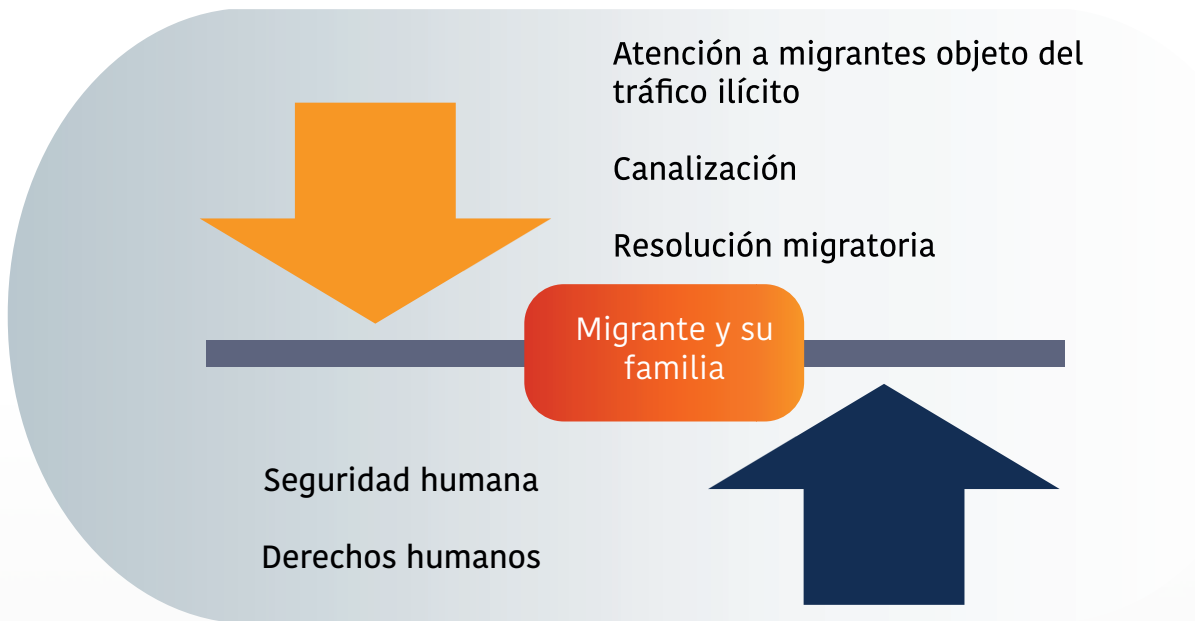 Atención a migrantes objeto del
tráfico ilícito
Canalización
Resolución migratoria
Migrante y su
familia
Seguridad humana
Derechos humanos